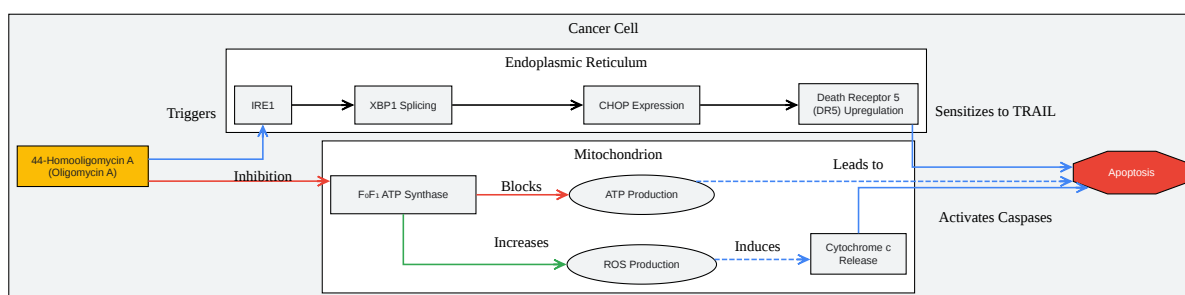 Cancer Cell
Endoplasmic Reticulum
Triggers
IRE1
XBP1 Splicing
CHOP Expression
Death Receptor 5
(DR5) Upregulation
Sensitizes to TRAIL
44-Homooligomycin A
(Oligomycin A)
Inhibition
Mitochondrion
F₀F₁ ATP Synthase
Blocks
ATP Production
Leads to
Apoptosis
Activates Caspases
Increases
ROS Production
Induces
Cytochrome c
Release